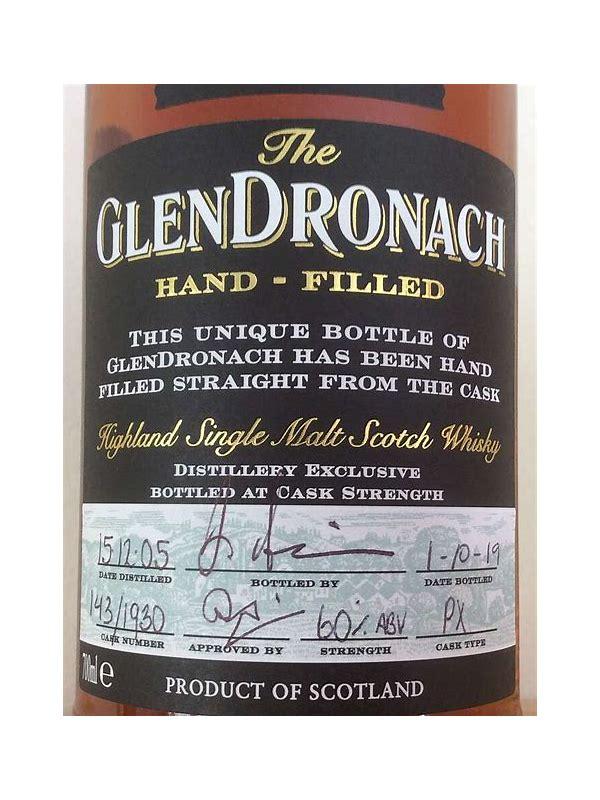 The
GLENDRONACH
HAND - FILLED
THIS UNIQUE BOTTLE OF
GLENDRONACH HAS BEEN HAND
FILLED STRAIGHT FROM THE CASK
Highland Single Malt Scotch Whisky
DISTILLERY EXCLUSIVE
BOTTLED AT CASK STRENGTH
15.12.05 1-10-19
DATE DISTILLED BOTTLED BY DATE BOTTLED
143/1930 60% ABV PX
CASK NUMBER APPROVED BY STRENGTH CASK TYPE
700ml e
PRODUCT OF SCOTLAND